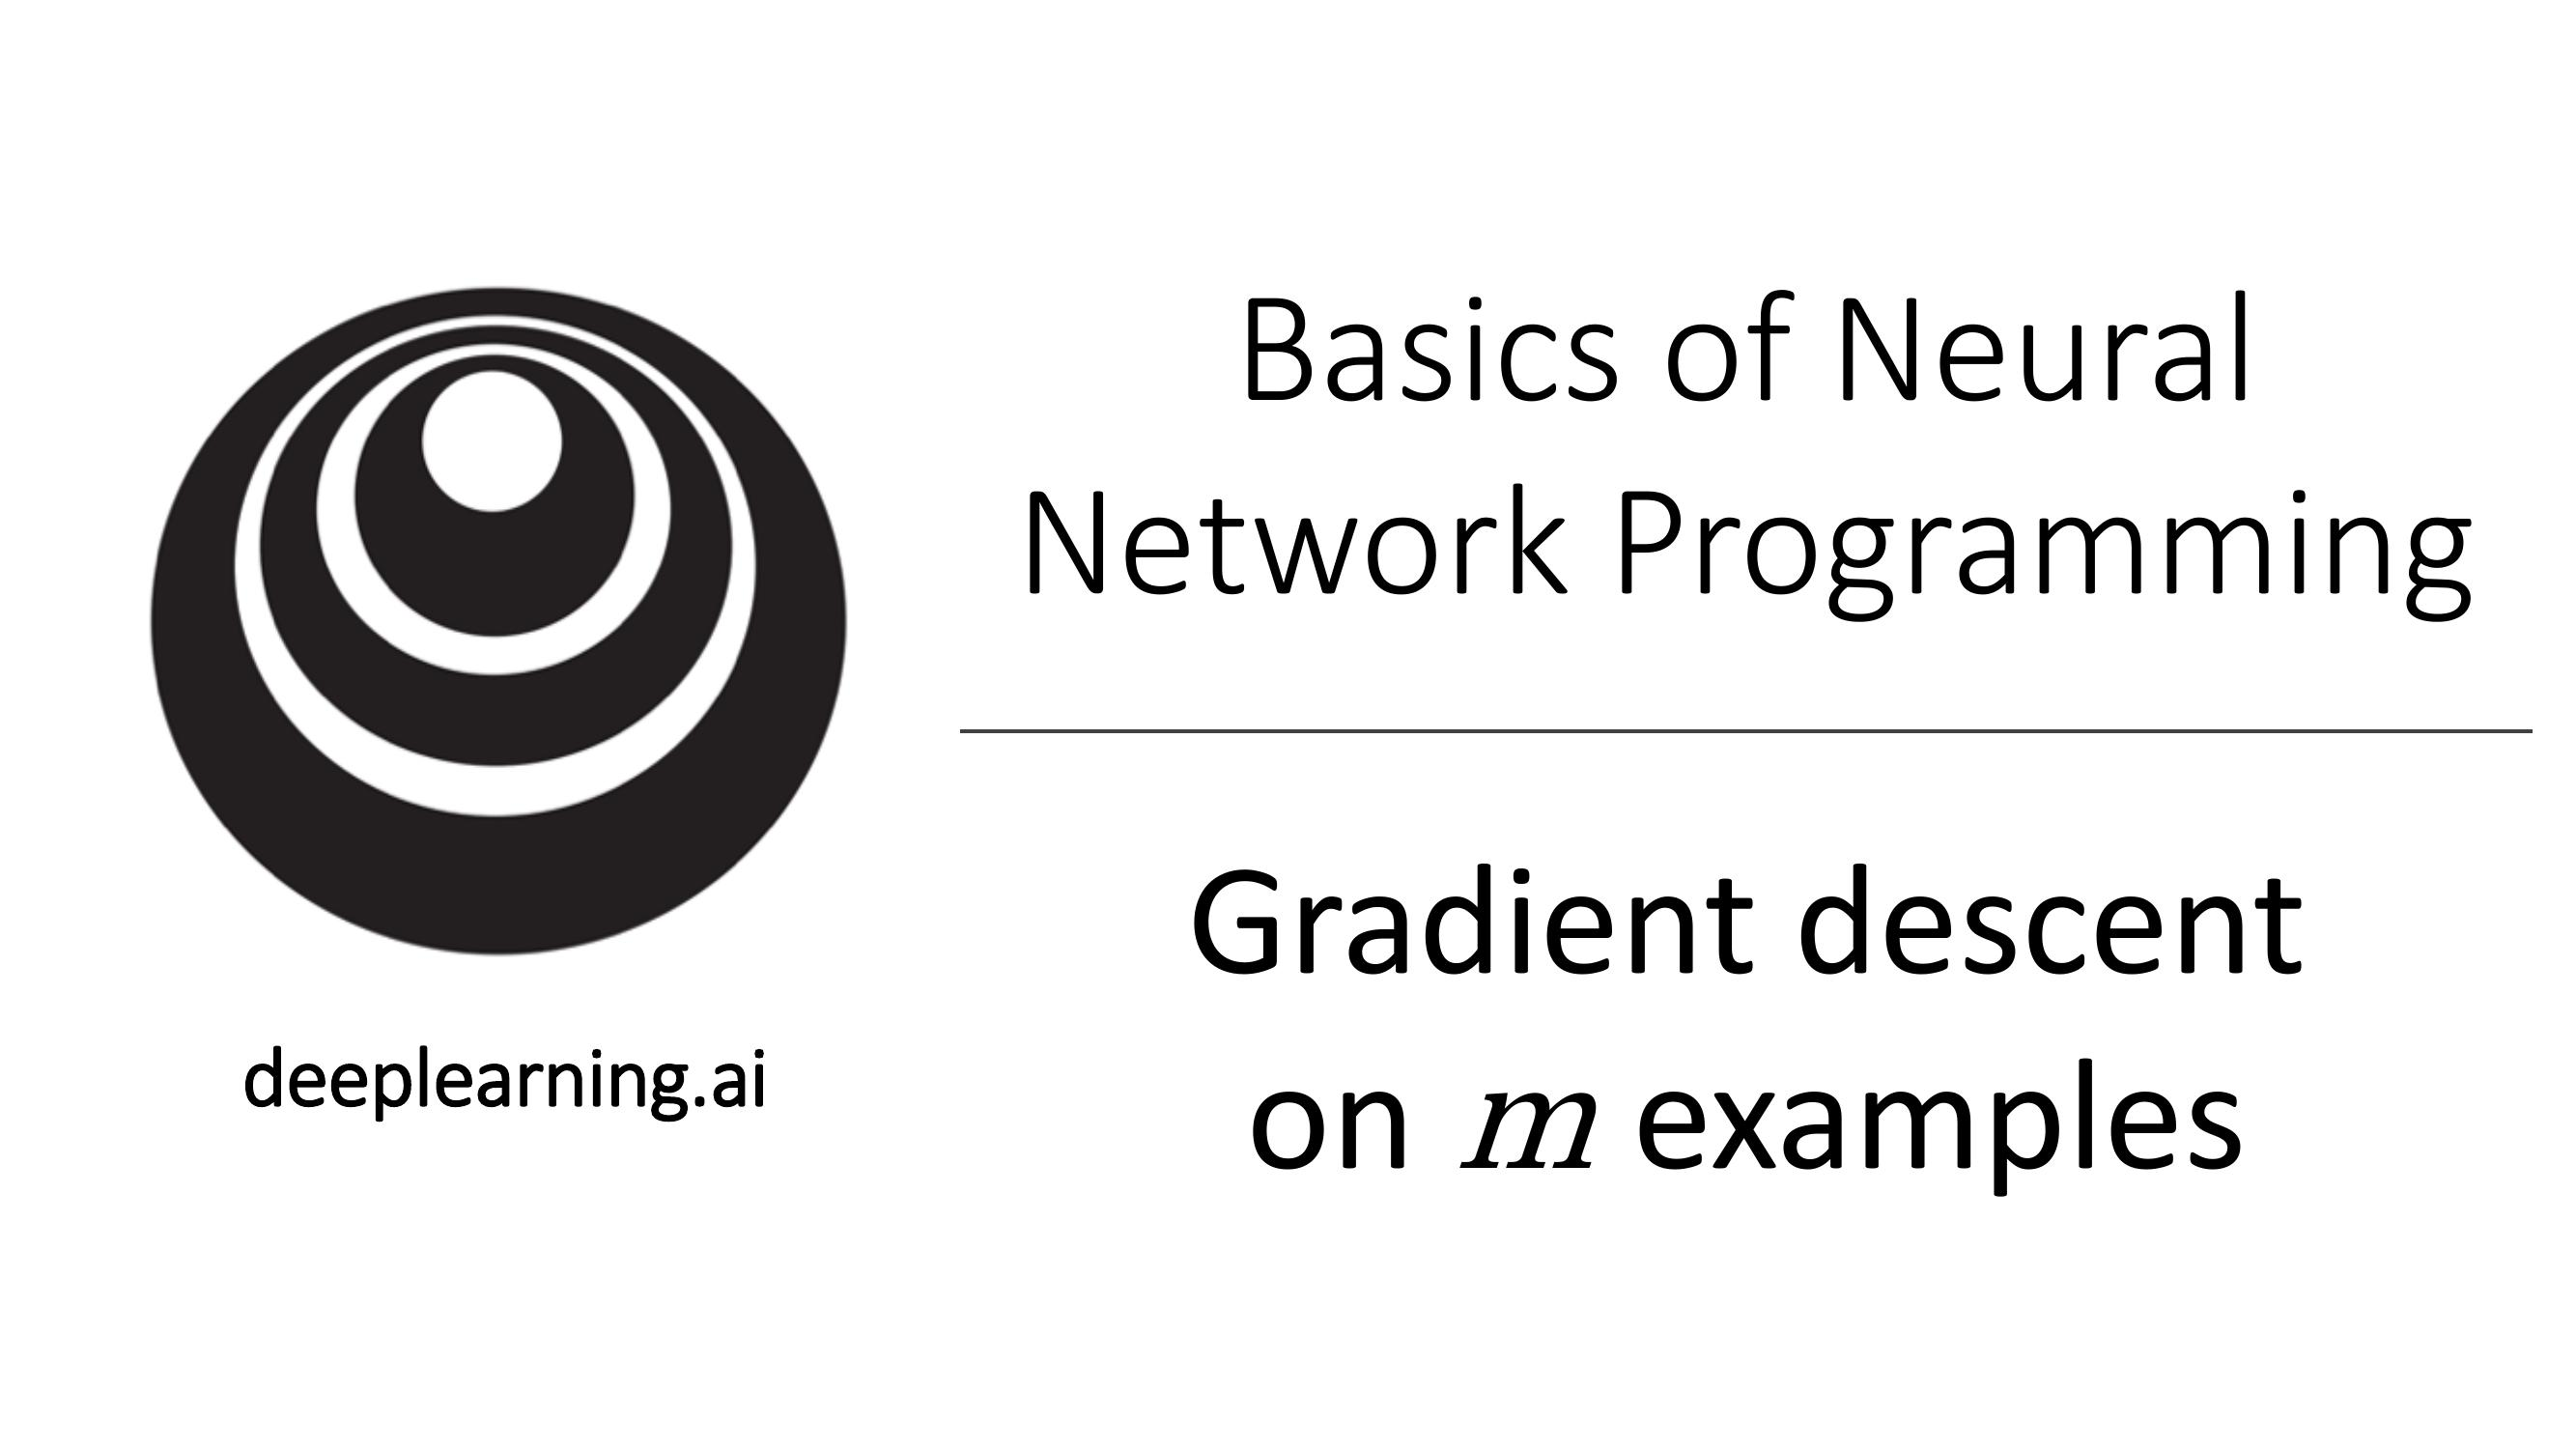 Basics of Neural
Network Programming
Gradient descent
on m examples
deeplearning.ai